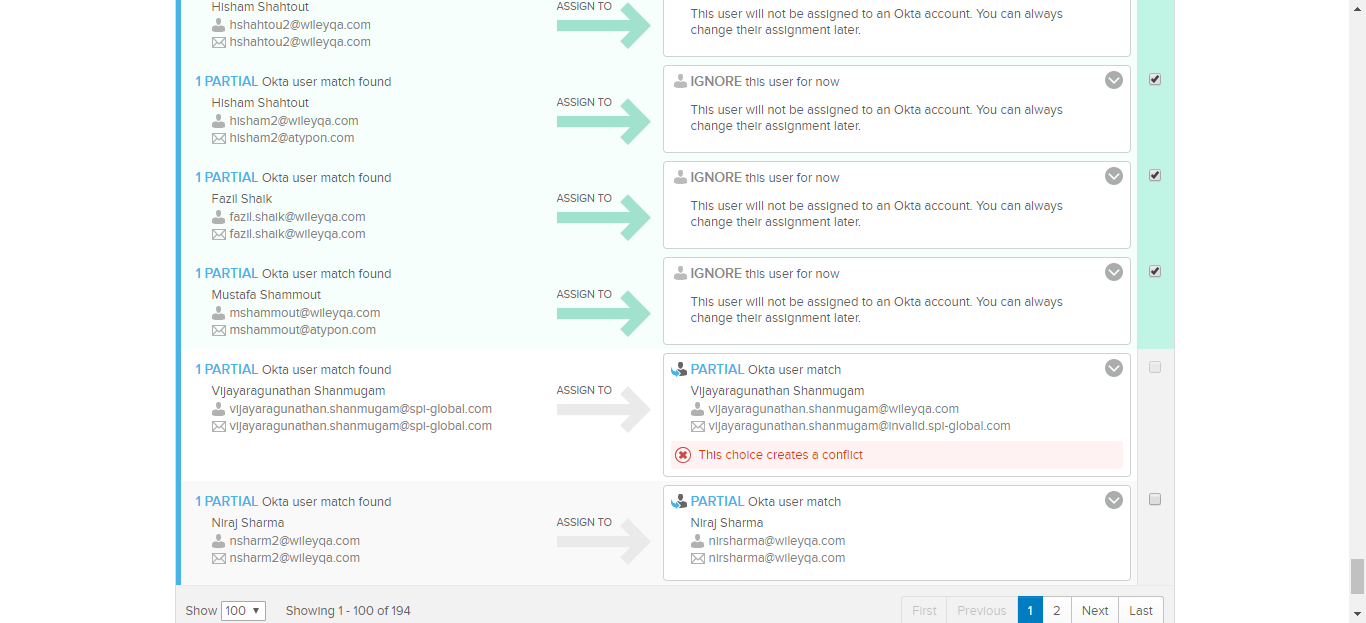 Hisham Shahtout
hshahtou2@wileyqa.com
hshahtou2@wileyqa.com
ASSIGN TO
This user will not be assigned to an Okta account. You can always
change their assignment later.
1 PARTIAL Okta user match found
Hisham Shahtout
hisham2@wileyqa.com
hisham2@atypon.com
ASSIGN TO
IGNORE this user for now
This user will not be assigned to an Okta account. You can always
change their assignment later.
1 PARTIAL Okta user match found
Fazil Shaik
fazil.shaik@wileyqa.com
fazil.shaik@wileyqa.com
ASSIGN TO
IGNORE this user for now
This user will not be assigned to an Okta account. You can always
change their assignment later.
1 PARTIAL Okta user match found
Mustafa Shammout
mshammout@wileyqa.com
mshammout@atypon.com
ASSIGN TO
IGNORE this user for now
This user will not be assigned to an Okta account. You can always
change their assignment later.
1 PARTIAL Okta user match found
Vijayaragunathan Shanmugam
vijayaragunathan.shanmugam@spi-global.com
vijayaragunathan.shanmugam@spi-global.com
ASSIGN TO
PARTIAL Okta user match
Vijayaragunathan Shanmugam
vijayaragunathan.shanmugam@wileyqa.com
vijayaragunathan.shanmugam@invalid.spi-global.com
This choice creates a conflict
1 PARTIAL Okta user match found
Niraj Sharma
nsharm2@wileyqa.com
nsharm2@wileyqa.com
ASSIGN TO
PARTIAL Okta user match
Niraj Sharma
nirsharma@wileyqa.com
nirsharma@wileyqa.com
Show 100 Showing 1 - 100 of 194
First Previous 1 2 Next Last